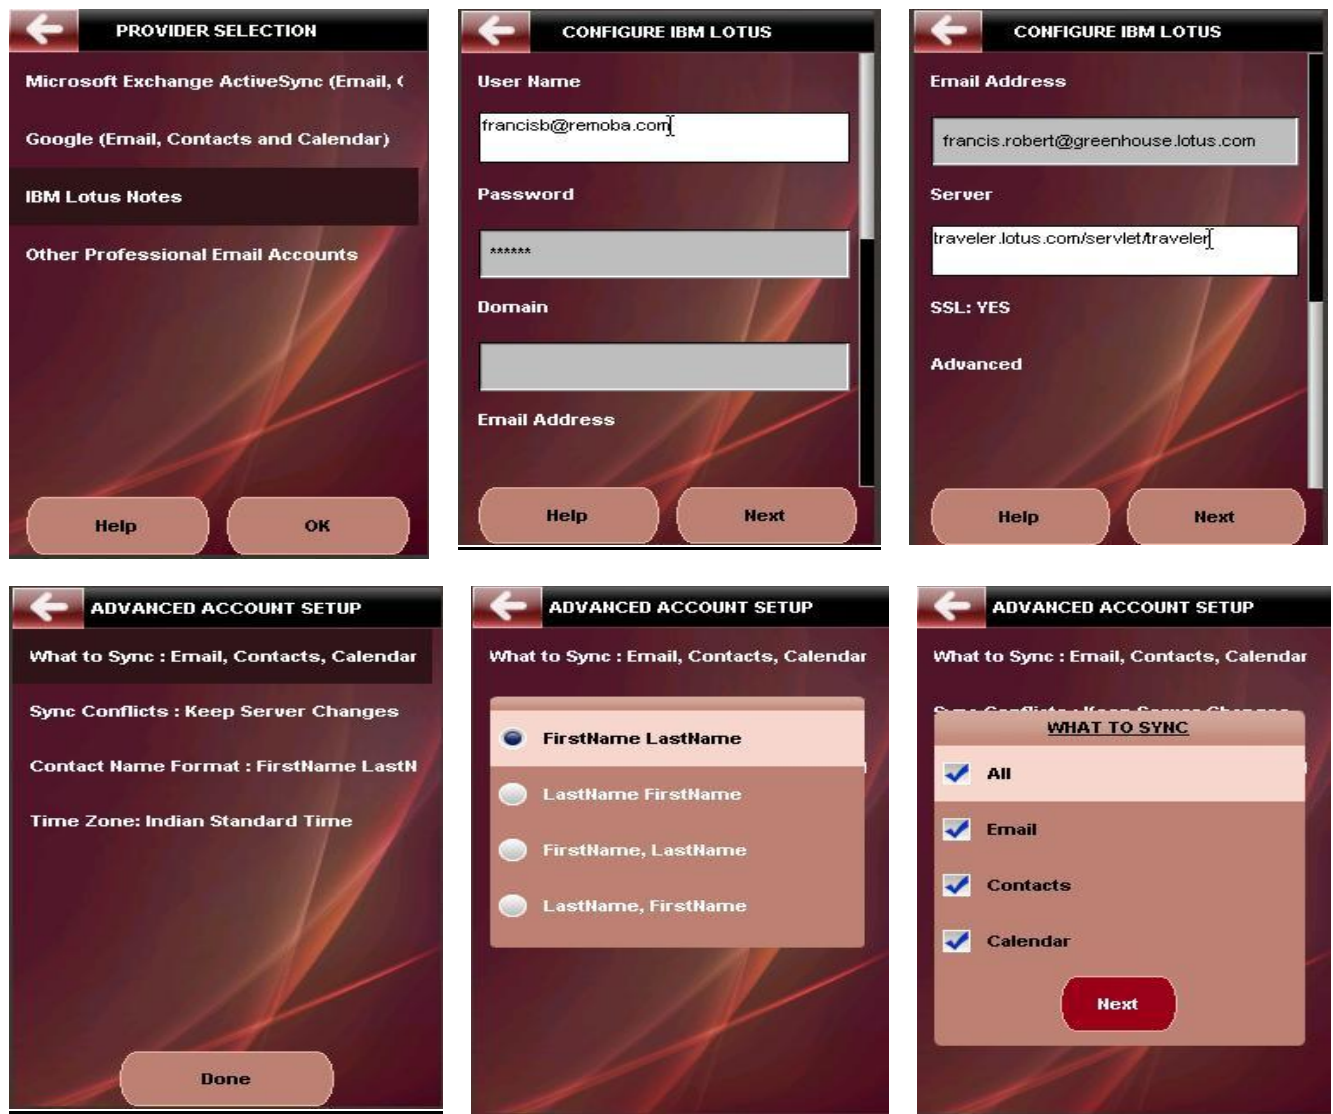 PROVIDER SELECTION
Microsoft Exchange ActiveSync (Email, C
Google (Email, Contacts and Calendar)
IBM Lotus Notes
Other Professional Email Accounts
Help
OK
CONFIGURE IBM LOTUS
User Name
francisb@remoba.com
Password
******
Domain
Email Address
Help
Next
CONFIGURE IBM LOTUS
Email Address
francis.robert@greenhouse.lotus.com
Server
traveler.lotus.com/servlet/traveler
SSL: YES
Advanced
Help
Next
ADVANCED ACCOUNT SETUP
What to Sync : Email, Contacts, Calendar
Sync Conflicts : Keep Server Changes
Contact Name Format : FirstName LastN
Time Zone: Indian Standard Time
Done
ADVANCED ACCOUNT SETUP
What to Sync : Email, Contacts, Calendar
FirstName LastName
LastName FirstName
FirstName, LastName
LastName, FirstName
ADVANCED ACCOUNT SETUP
What to Sync : Email, Contacts, Calendar
Sync Conflicts : Keep Server Changes
WHAT TO SYNC
All
Email
Contacts
Calendar
Next